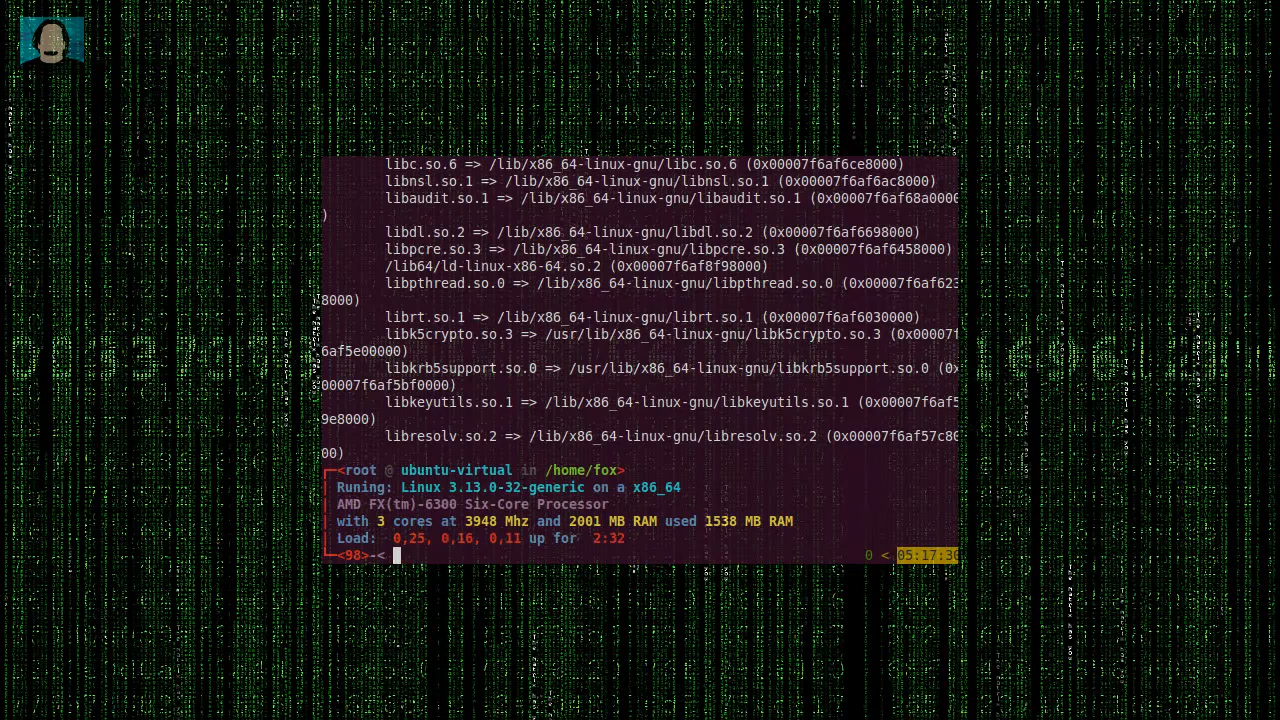 libc.so.6 => /lib/x86_64-linux-gnu/libc.so.6 (0x00007f6af6ce8000)
libnsl.so.1 => /lib/x86_64-linux-gnu/libnsl.so.1 (0x00007f6af6ac8000)
libaudit.so.1 => /lib/x86_64-linux-gnu/libaudit.so.1 (0x00007f6af68a0000
)
libdl.so.2 => /lib/x86_64-linux-gnu/libdl.so.2 (0x00007f6af6698000)
libpcre.so.3 => /lib/x86_64-linux-gnu/libpcre.so.3 (0x00007f6af6458000)
/lib64/ld-linux-x86-64.so.2 (0x00007f6af8f98000)
libpthread.so.0 => /lib/x86_64-linux-gnu/libpthread.so.0 (0x00007f6af623
8000)
librt.so.1 => /lib/x86_64-linux-gnu/librt.so.1 (0x00007f6af6030000)
libk5crypto.so.3 => /usr/lib/x86_64-linux-gnu/libk5crypto.so.3 (0x00007f
6af5e00000)
libkrb5support.so.0 => /usr/lib/x86_64-linux-gnu/libkrb5support.so.0 (0x
00007f6af5bf0000)
libkeyutils.so.1 => /lib/x86_64-linux-gnu/libkeyutils.so.1 (0x00007f6af5
9e8000)
libresolv.so.2 => /lib/x86_64-linux-gnu/libresolv.so.2 (0x00007f6af57c80
00)
<root @ ubuntu-virtual in /home/fox>
Runing: Linux 3.13.0-32-generic on a x86_64
AMD FX(tm)-6300 Six-Core Processor
with 3 cores at 3948 Mhz and 2001 MB RAM used 1538 MB RAM
Load: 0,25, 0,16, 0,11 up for 2:32
<98>-< 0 < 05:17:30